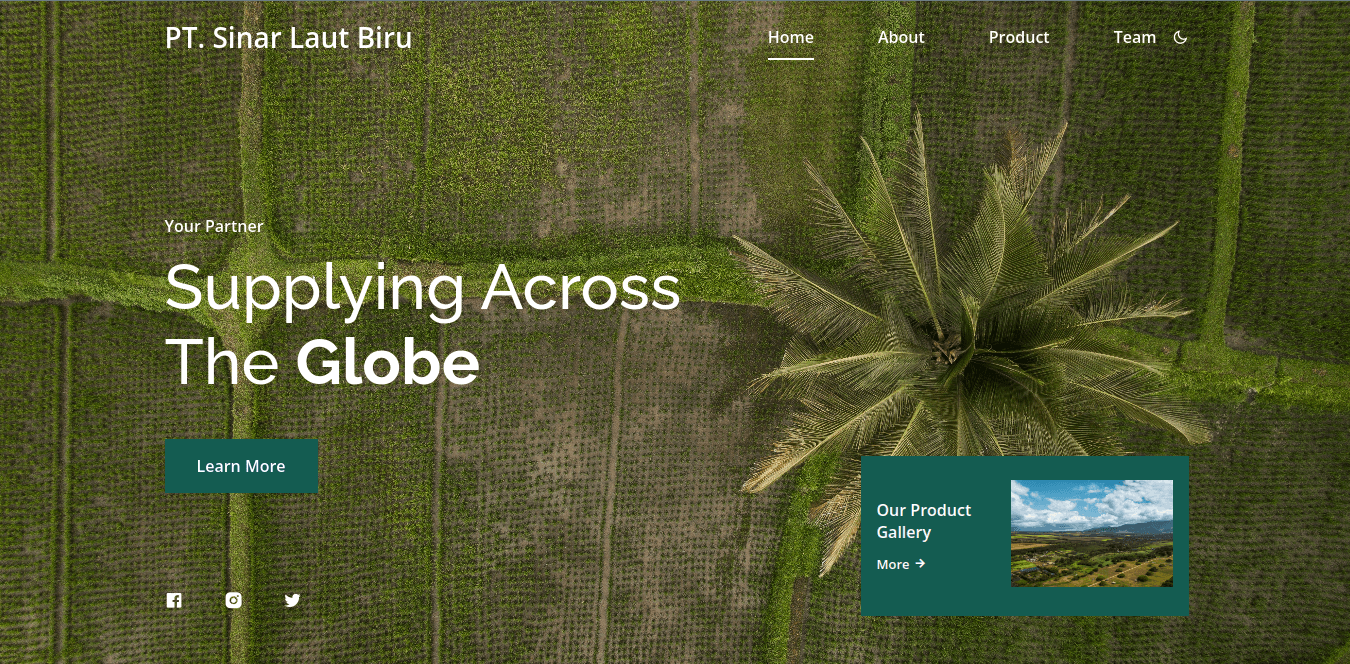 PT. Sinar Laut Biru
Home
About
Product
Team
Your Partner
Supplying Across
The Globe
Learn More
Our Product
Gallery
More